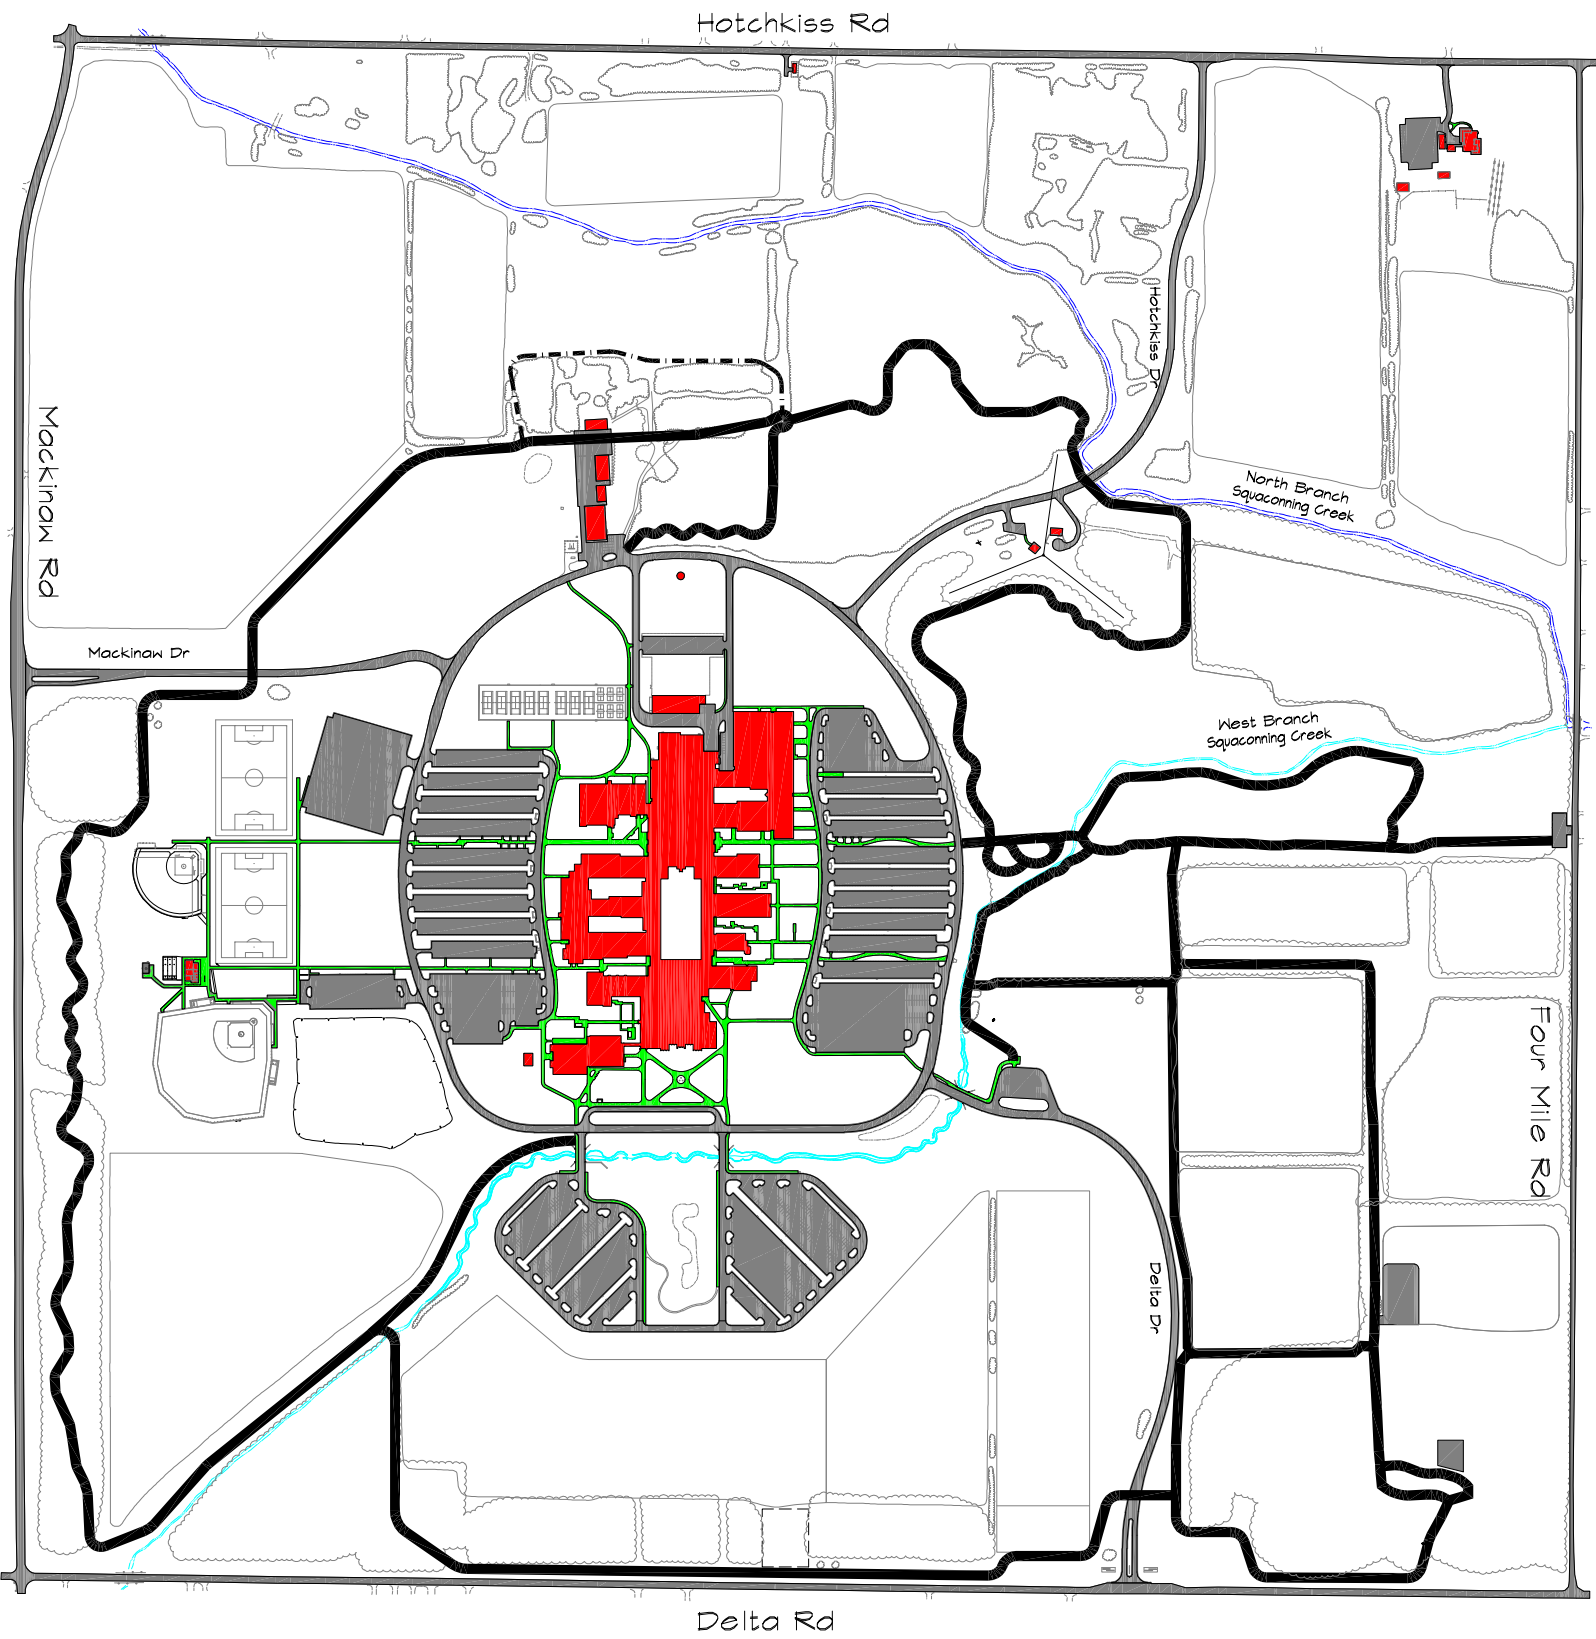 Hotchkiss Rd
Hotchkiss Dr
Mackinaw Rd
North Branch
Squaconning Creek
Mackinaw Dr
West Branch
Squaconning Creek
Four Mile Rd
Delta Dr
Delta Rd